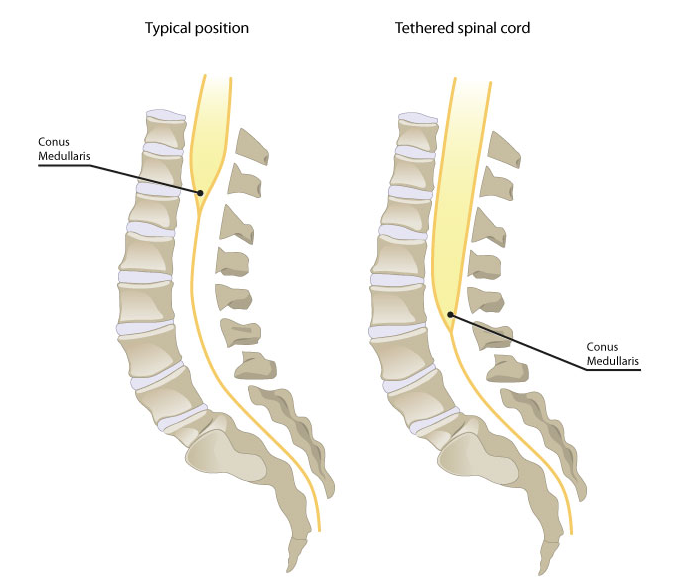 Typical position
Tethered spinal cord
Conus
Medullaris
Conus
Medullaris